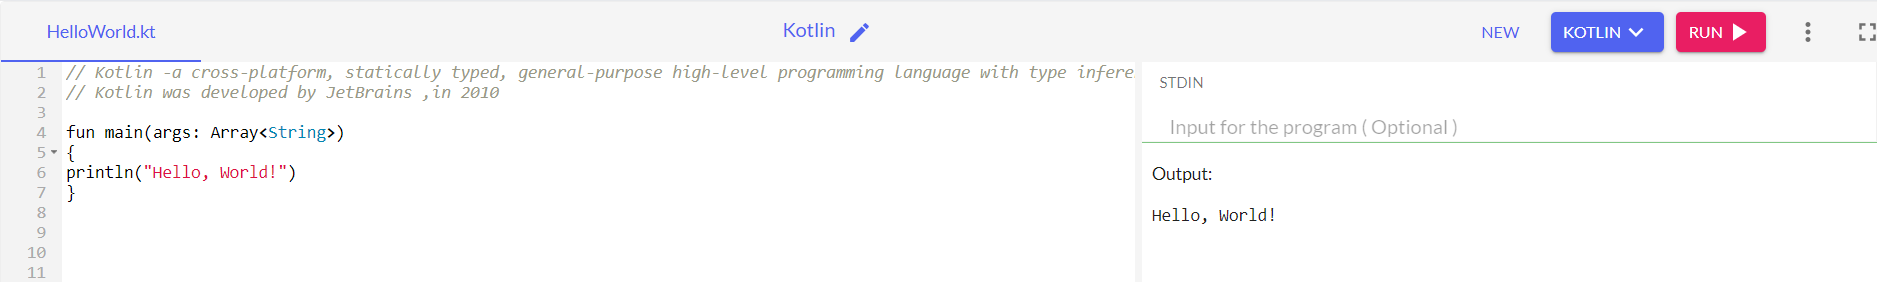 HelloWorld.kt
Kotlin
NEW
KOTLIN
RUN
1 // Kotlin -a cross-platform, statically typed, general-purpose high-level programming language with type infere
2 // Kotlin was developed by JetBrains ,in 2010
3
4 fun main(args: Array<String>)
5 {
6 println("Hello, World!")
7 }
8
9
10
11
STDIN
Input for the program ( Optional )
Output:
Hello, World!